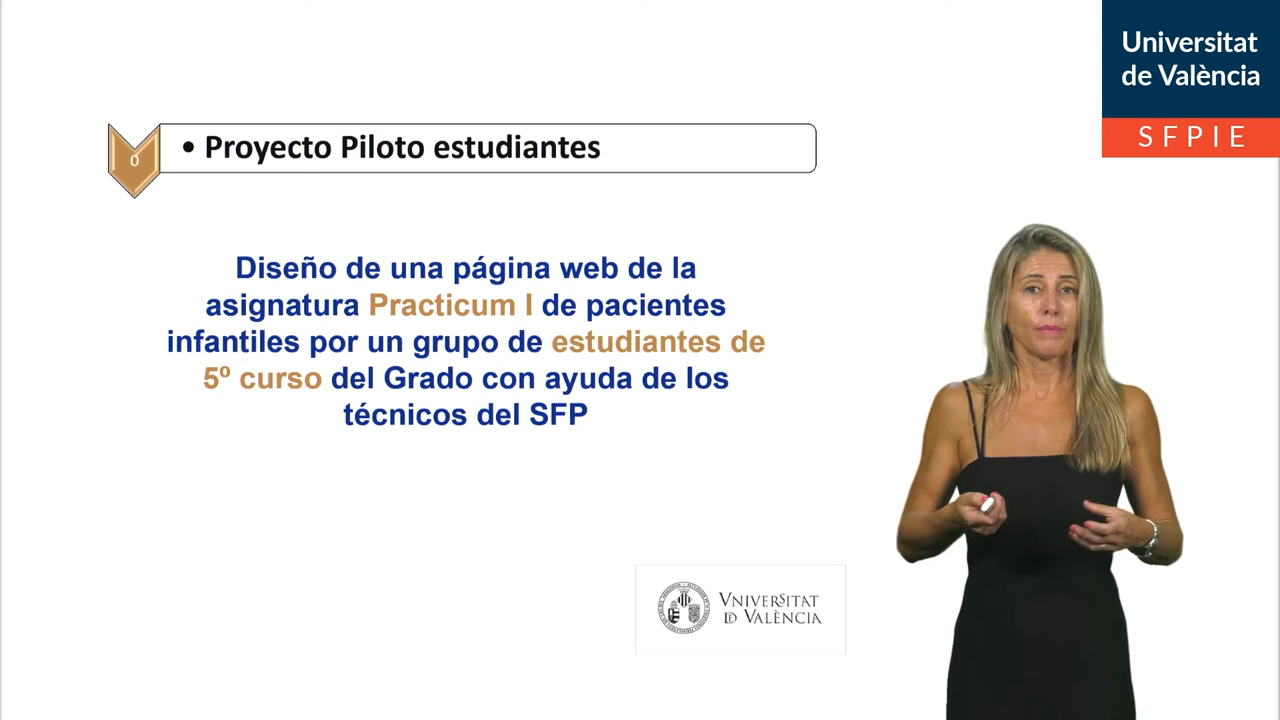 Universitat
de València
SFPIE
0
• Proyecto Piloto estudiantes
Diseño de una página web de la
asignatura Practicum I de pacientes
infantiles por un grupo de estudiantes de
5º curso del Grado con ayuda de los
técnicos del SFP
VNIVERSITAT
DE VALÈNCIA